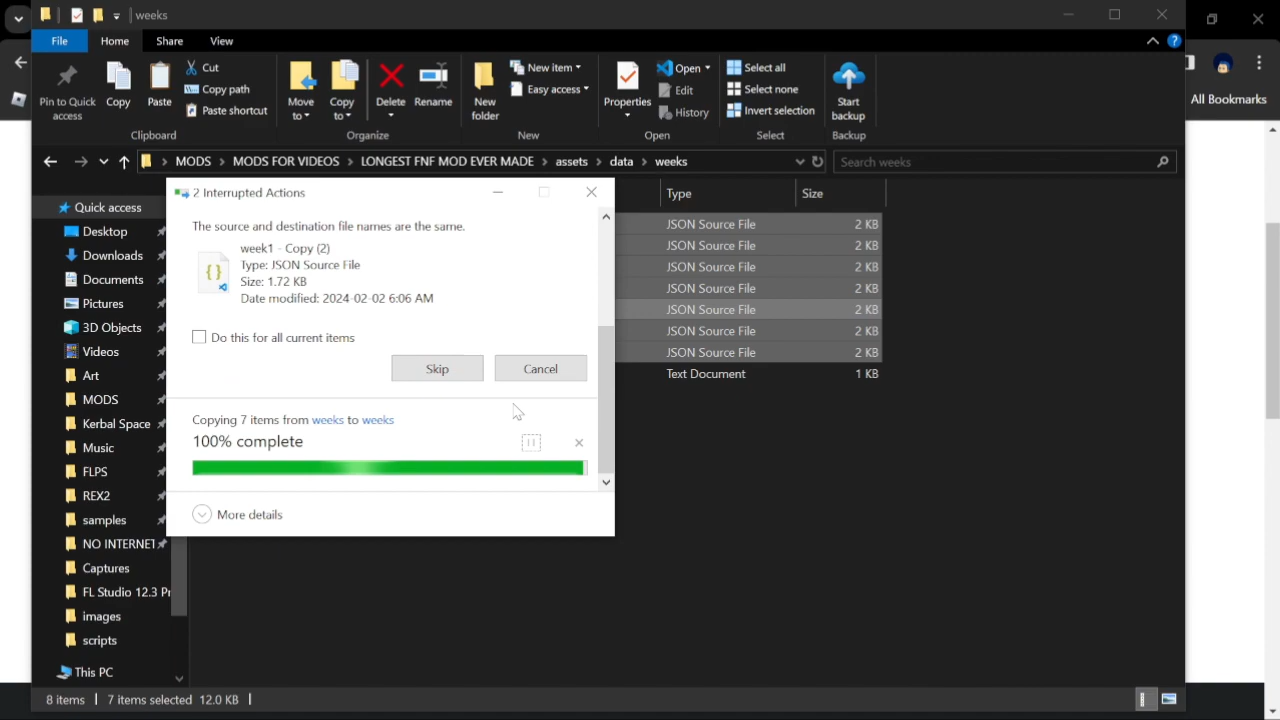 weeks
File Home Share View
Pin to Quick access
Copy
Paste
Cut
Copy path
Paste shortcut
Clipboard
Move to
Copy to
Delete
Rename
Organize
New folder
New item
Easy access
New
Properties
Open
Edit
History
Open
Select all
Select none
Invert selection
Select
Start backup
Backup
All Bookmarks
MODS > MODS FOR VIDEOS > LONGEST FNF MOD EVER MADE > assets > data > weeks
Search weeks
Type Size
JSON Source File 2 KB
JSON Source File 2 KB
JSON Source File 2 KB
JSON Source File 2 KB
JSON Source File 2 KB
JSON Source File 2 KB
JSON Source File 2 KB
Text Document 1 KB
Quick access
Desktop
Downloads
Documents
Pictures
3D Objects
Videos
Art
MODS
Kerbal Space
Music
FLPS
REX2
samples
NO INTERNET
Captures
FL Studio 12.3 Pr
images
scripts
This PC
2 Interrupted Actions
The source and destination file names are the same.
week1 - Copy (2)
Type: JSON Source File
Size: 1.72 KB
Date modified: 2024-02-02 6:06 AM
Do this for all current items
Skip Cancel
Copying 7 items from weeks to weeks
100% complete
More details
8 items 7 items selected 12.0 KB